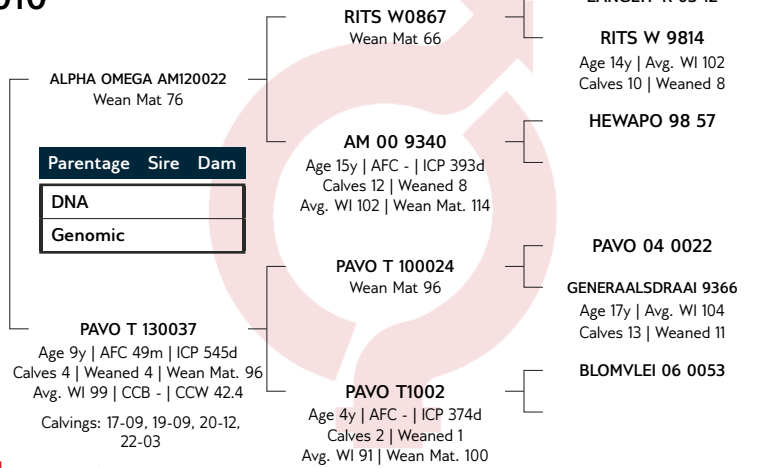 RITS W0867
Wean Mat 66
RITS W 9814
Age 14y | Avg. WI 102
Calves 10 | Weaned 8
ALPHA OMEGA AM120022
Wean Mat 76
HEWAPO 98 57
AM 00 9340
Age 15y | AFC - | ICP 393d
Calves 12 | Weaned 8
Avg. WI 102 | Wean Mat. 114
Parentage Sire Dam
DNA
Genomic
PAVO 04 0022
PAVO T 100024
Wean Mat 96
GENERAALSDRAAI 9366
Age 17y | Avg. WI 104
Calves 13 | Weaned 11
PAVO T 130037
Age 9y | AFC 49m | ICP 545d
Calves 4 | Weaned 4 | Wean Mat. 96
Avg. WI 99 | CCB - | CCW 42.4
Calvings: 17-09, 19-09, 20-12,
22-03
BLOMVLEI 06 0053
PAVO T1002
Age 4y | AFC - | ICP 374d
Calves 2 | Weaned 1
Avg. WI 91 | Wean Mat. 100